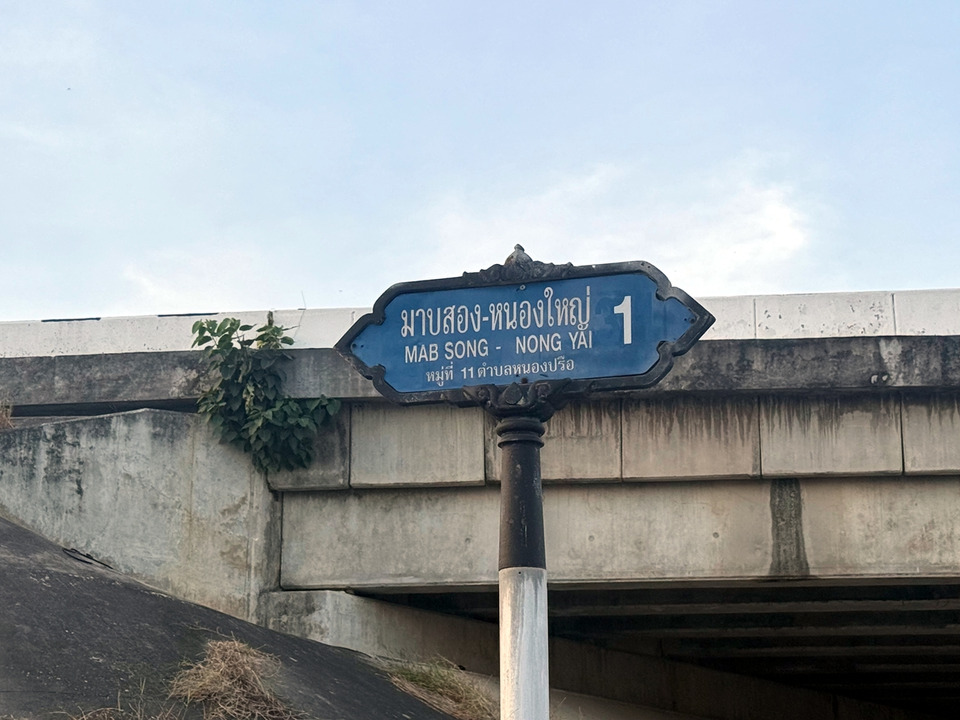 มาบสอง-หนองใหญ่ 1
MAB SONG - NONG YAI
หมู่ที่ 11 ตำบลหนองปรือ